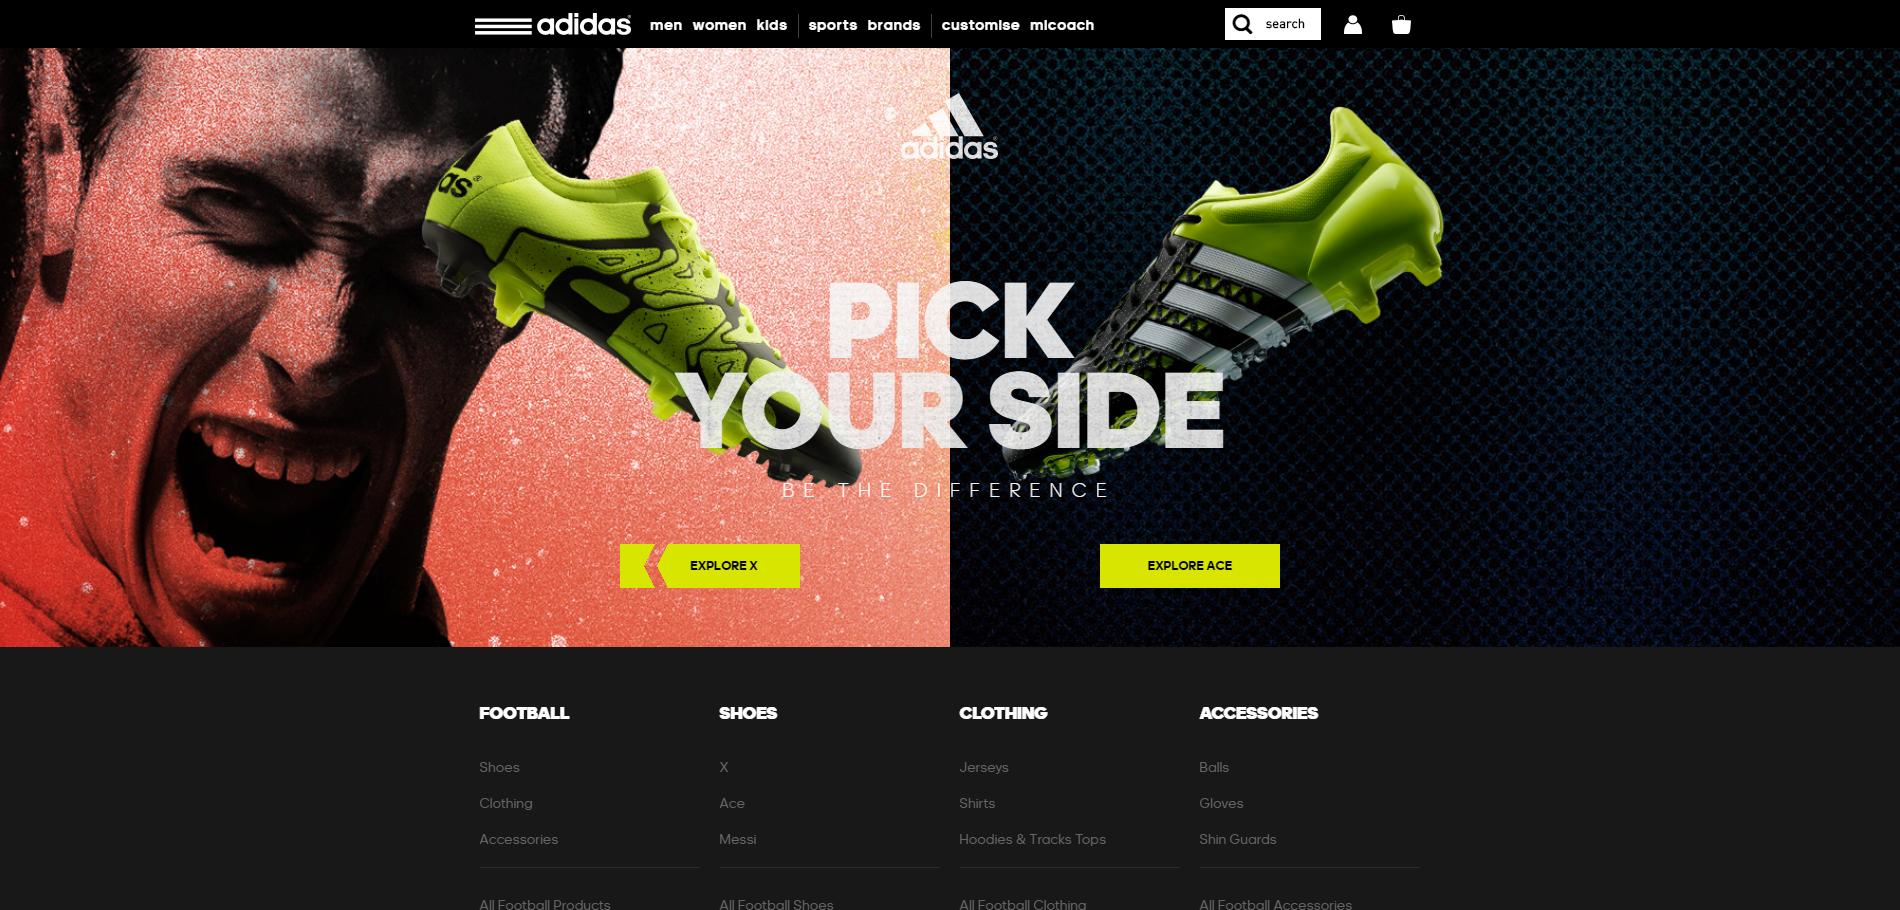 adidas men women kids sports brands customise micoach search
adidas
as
PICK
YOUR SIDE
BE THE DIFFERENCE
EXPLORE X EXPLORE ACE
FOOTBALL SHOES CLOTHING ACCESSORIES
Shoes X Jerseys Balls
Clothing Ace Shirts Gloves
Accessories Messi Hoodies & Tracks Tops Shin Guards
All Football Products All Football Shoes All Football Clothing All Football Accessories